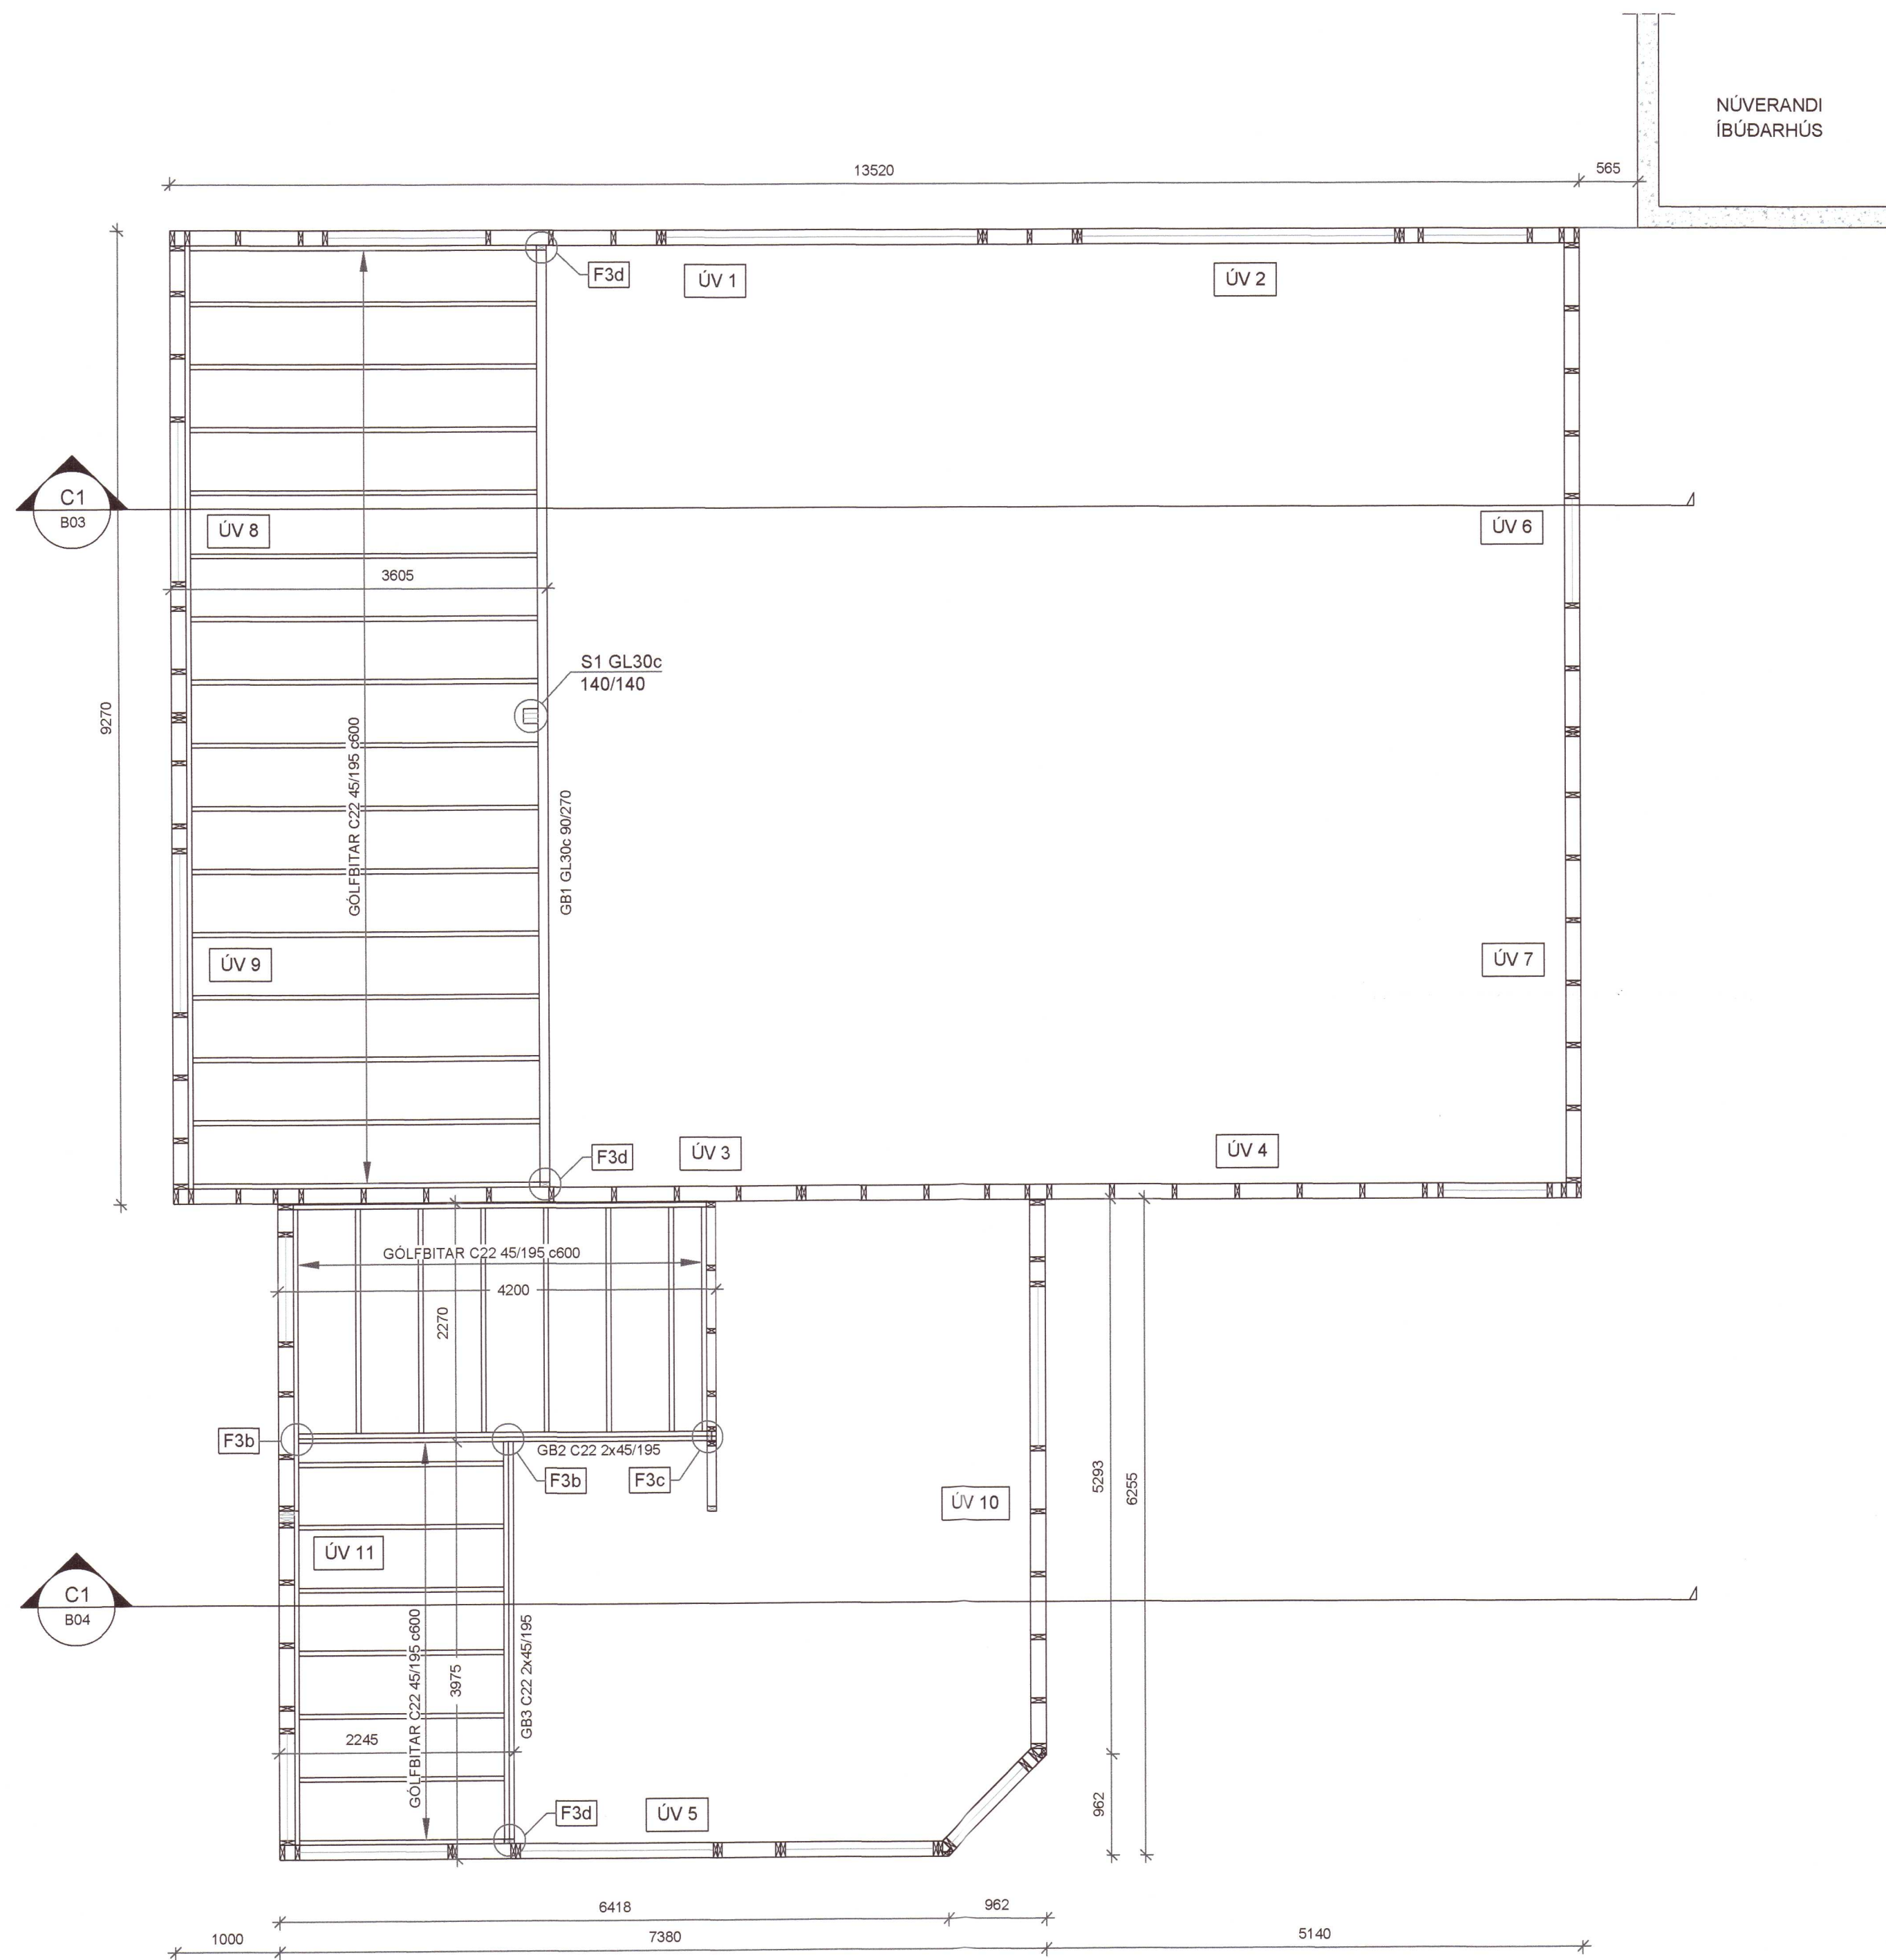 NÚVERANDI
ÍBÚÐARHÚS
13520
565
F3d
ÚV 1
ÚV 2
C1
B03
ÚV 8
ÚV 6
3605
S1 GL30c
140/140
9270
GÓLFBITAR C22 45/195 c600
GB1 GL30c 90/270
ÚV 9
ÚV 7
F3d
ÚV 3
ÚV 4
GÓLFBITAR C22 45/195 c600
4200
2270
F3b
GB2 C22 2x45/195
F3b
F3c
ÚV 10
5293
6255
ÚV 11
C1
B04
GÓLFBITAR C22 45/195 c600
3975
GB3 C22 2x45/195
2245
F3d
ÚV 5
962
6418
962
1000
7380
5140